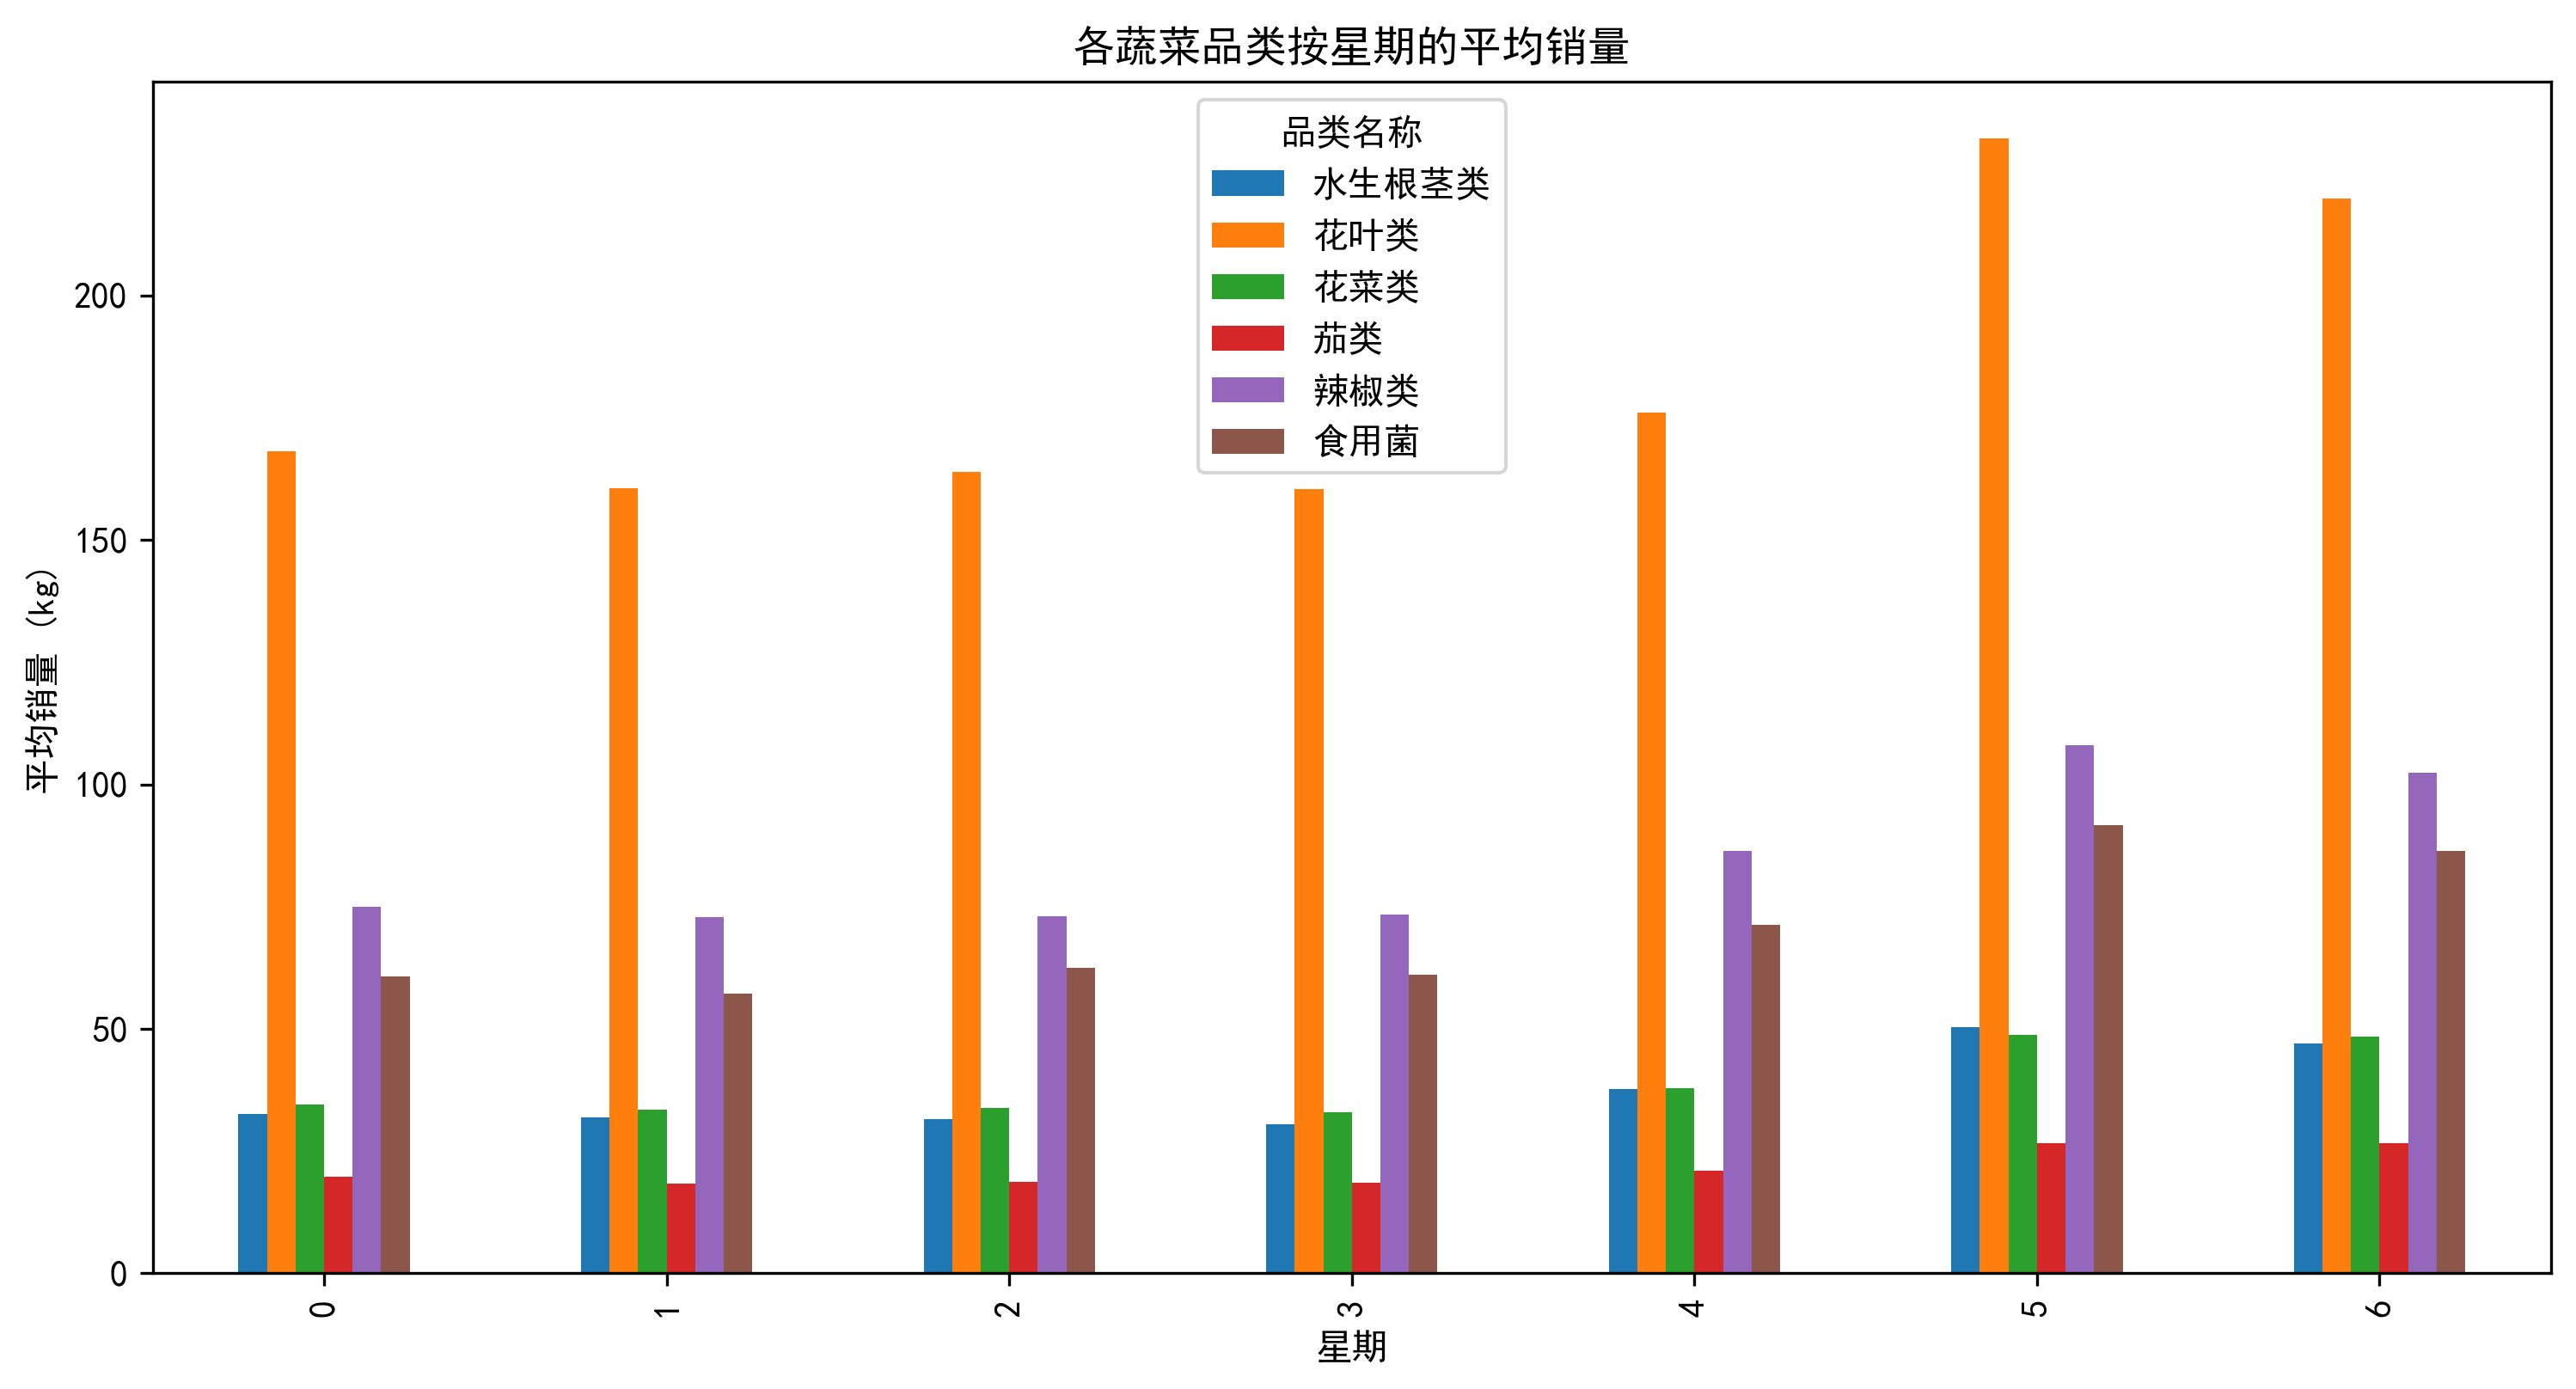 各蔬菜品类按星期的平均销量
品类名称
水生根茎类
花叶类
花菜类
茄类
辣椒类
食用菌
平均销量 (kg)
200
150
100
50
0
0
1
2
3
4
5
6
星期